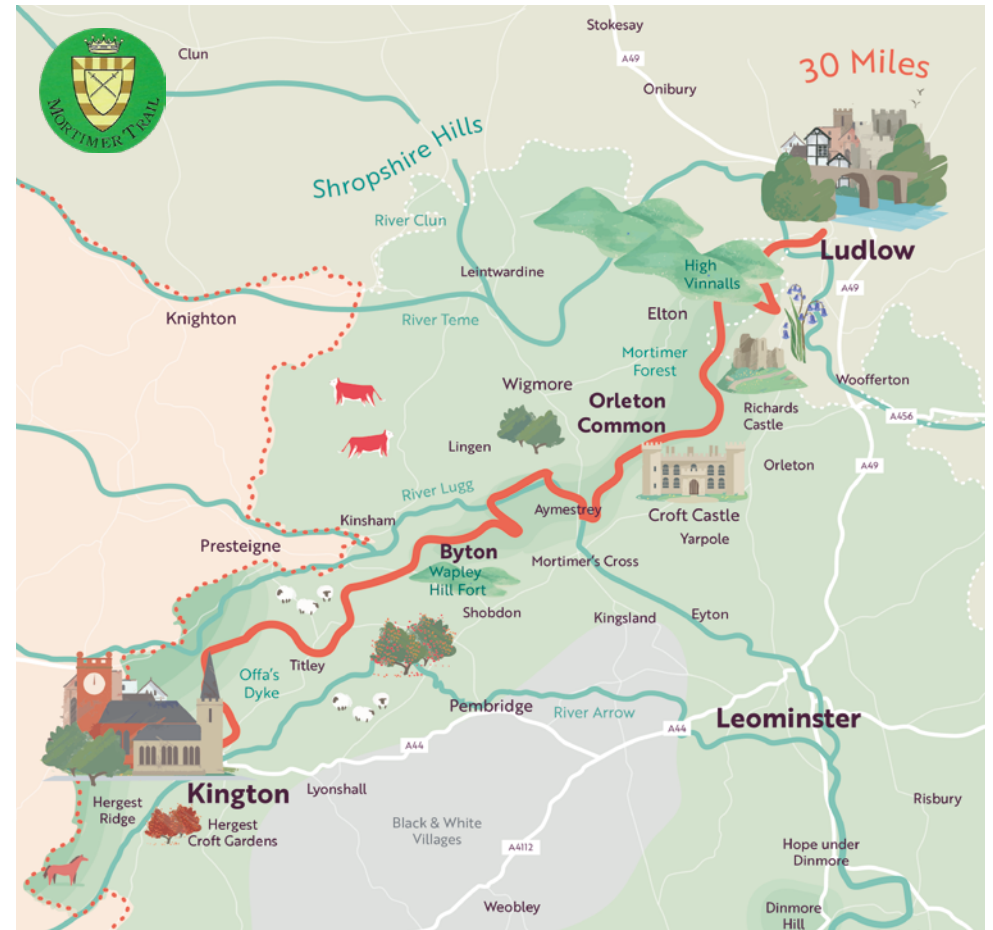 MORTIMER TRAIL
Clun
Stokesay
A49
Onibury
30 Miles
Shropshire Hills
River Clun
Leintwardine
Ludlow
High
Vinnalls
A49
Knighton
River Teme
Elton
Mortimer
Forest
Wigmore
Woofferton
Orleton
Common
Richards
Castle
A456
Lingen
Orleton
A49
River Lugg
Kinsham
Aymestrey
Croft Castle
Yarpole
Presteigne
Byton
Wapley
Hill Fort
Mortimer's Cross
Shobdon
Kingsland
Eyton
Titley
Offa's
Dyke
Pembridge
River Arrow
A44
Leominster
A44
Kington
Lyonshall
Hergest
Ridge
Hergest
Croft Gardens
Black & White
Villages
Risbury
A4112
Hope under
Dinmore
Weobley
Dinmore
Hill